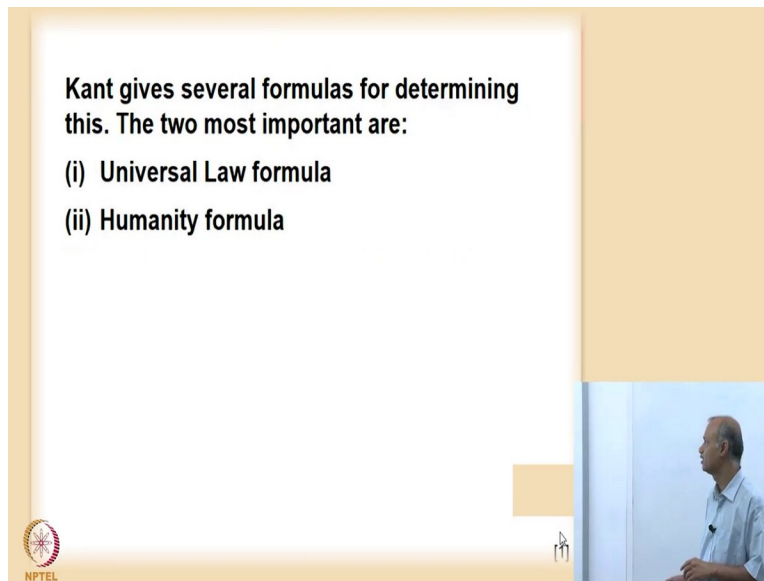 Kant gives several formulas for determining
this. The two most important are:
(i) Universal Law formula
(ii) Humanity formula
NPTEL